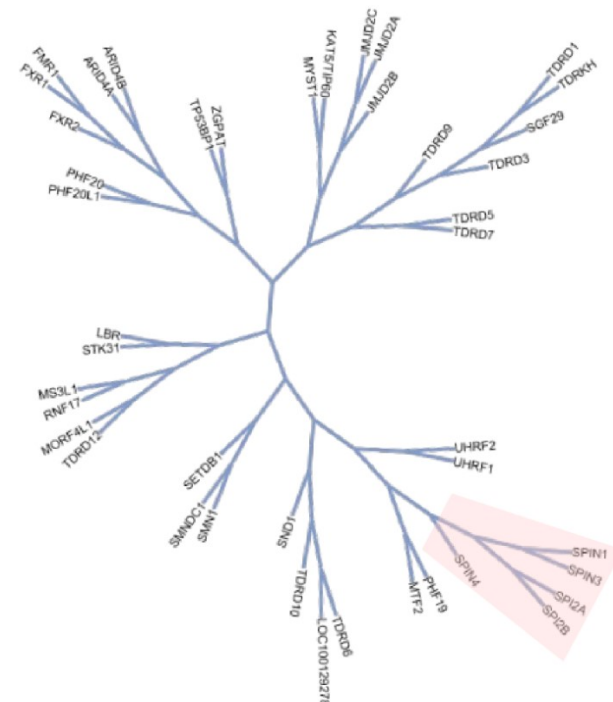 FMR1
FXR1
ARID4B
ARID4A
FXR2
PHF20
PHF20L1
ZGPAT
TP53BP1
MYST1
KAT5/TIP60
JMJD2C
JMJD2A
JMJD2B
TDRD9
TDRD1
TDRKH
SGF29
TDRD3
TDRD5
TDRD7
LBR
STK31
MS3L1
RNF17
MORF4L1
TDRD12
SETDB1
SMNDC1
SMN1
SND1
TDRD10
LOC10012927
TDRD6
MTF2
PHF19
UHRF2
UHRF1
SPIN4
SPIN1
SPIN3
SPI2A
SPI2B